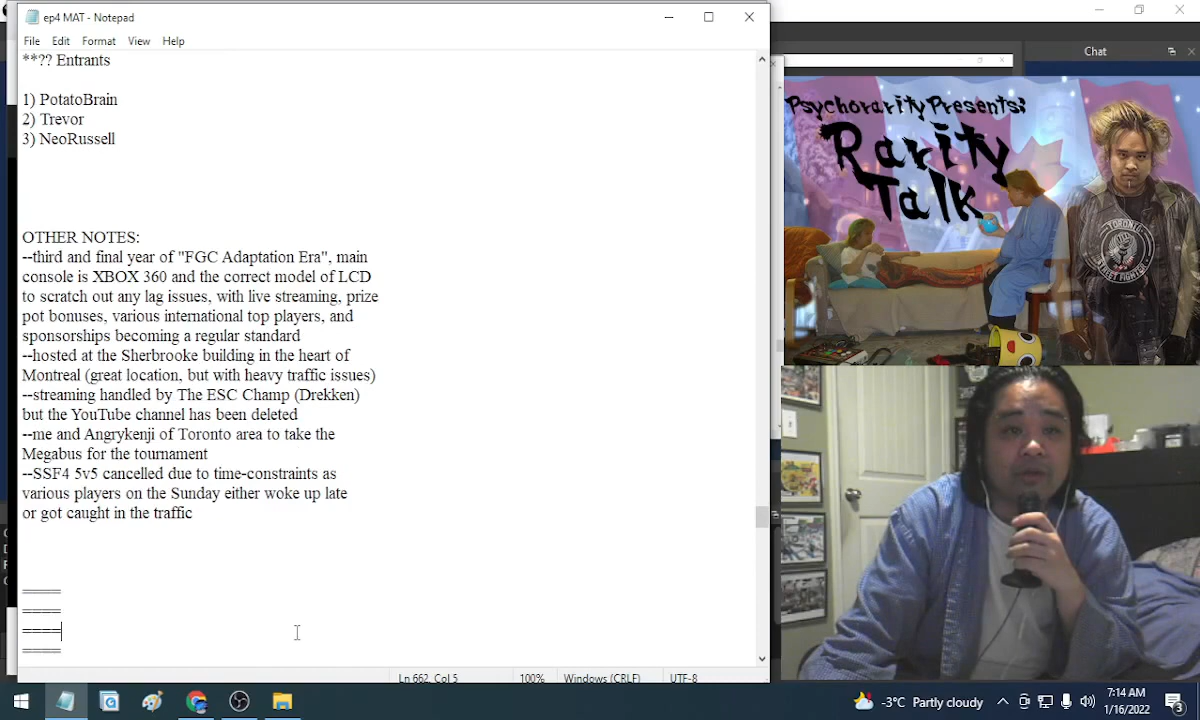 ep4 MAT - Notepad
File Edit Format View Help
**?? Entrants
1) PotatoBrain
2) Trevor
3) NeoRussell
OTHER NOTES:
--third and final year of "FGC Adaptation Era", main
console is XBOX 360 and the correct model of LCD
to scratch out any lag issues, with live streaming, prize
pot bonuses, various international top players, and
sponsorships becoming a regular standard
--hosted at the Sherbrooke building in the heart of
Montreal (great location, but with heavy traffic issues)
--streaming handled by The ESC Champ (Drekken)
but the YouTube channel has been deleted
--me and Angrykenji of Toronto area to take the
Megabus for the tournament
--SSF4 5v5 cancelled due to time-constraints as
various players on the Sunday either woke up late
or got caught in the traffic
=====
=====
=====
=====
Ln 662, Col 5 100% Windows (CRLF) UTF-8
Chat
PsychorarityPresents:
Rarity
Talk
TORONTO
STREET FIGHTER
-3°C Partly cloudy
7:14 AM
1/16/2022
3